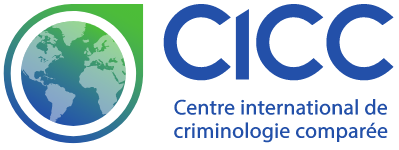 CICC
Centre international de
criminologie comparée